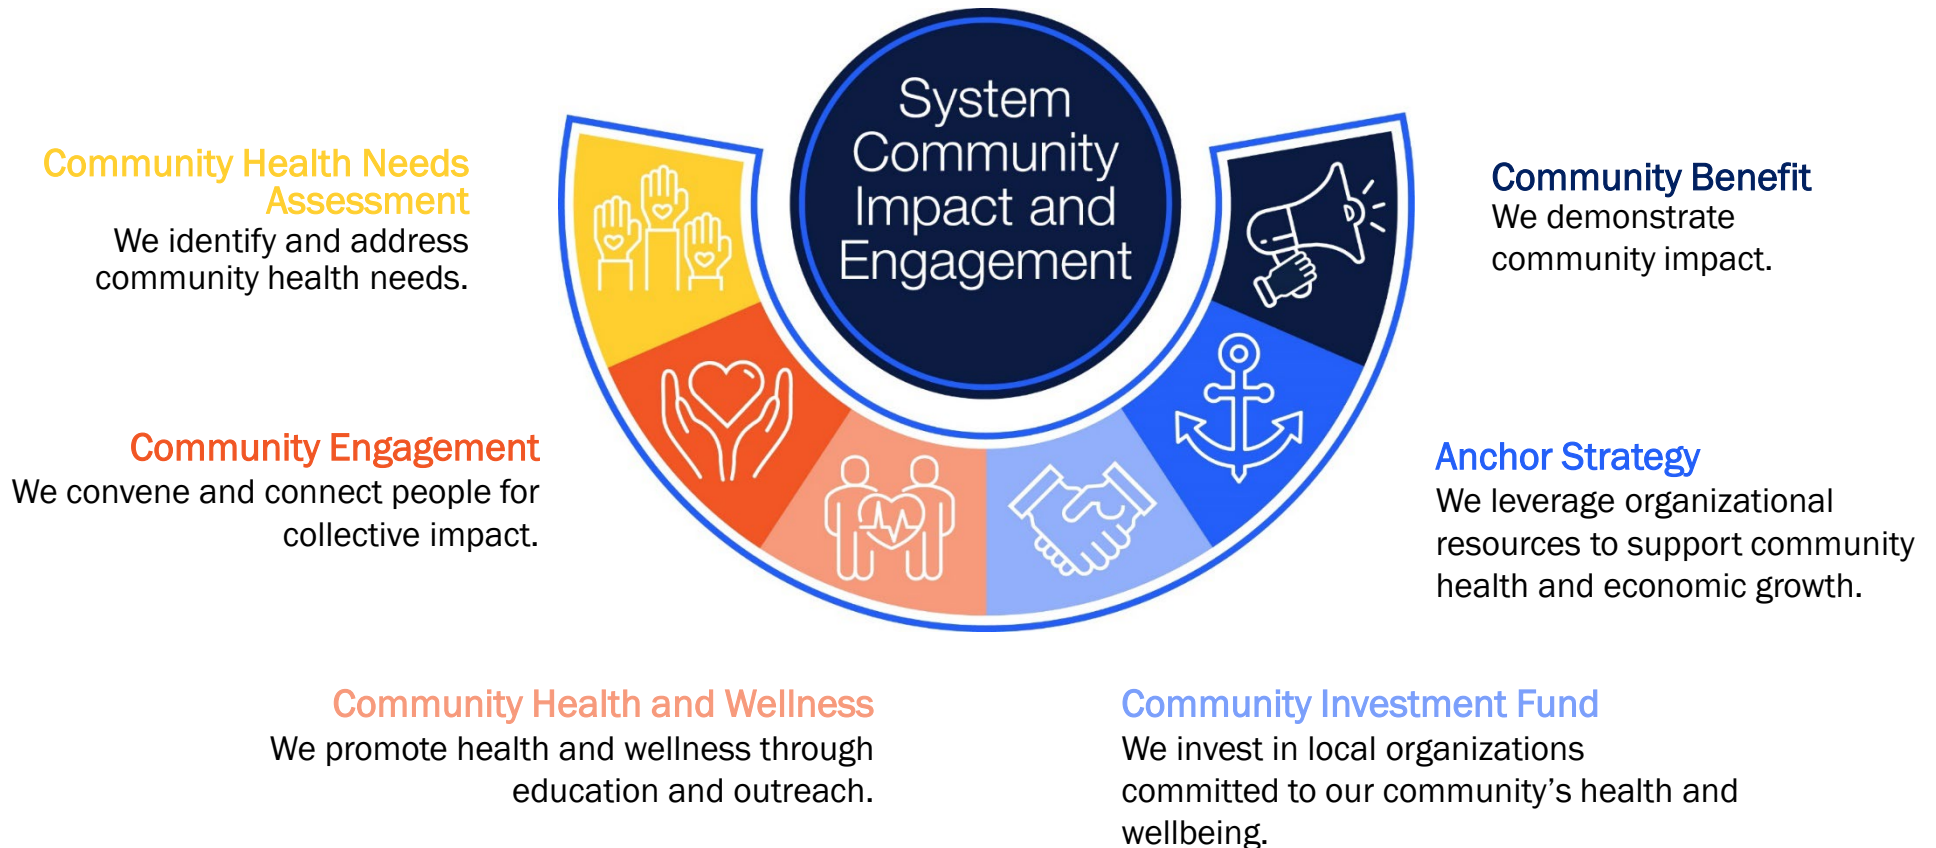 System
Community
Impact and
Engagement
Community Health Needs
Assessment
We identify and address
community health needs.
Community Engagement
We convene and connect people for
collective impact.
Community Health and Wellness
We promote health and wellness through
education and outreach.
Community Investment Fund
We invest in local organizations
committed to our community’s health and
wellbeing.
Anchor Strategy
We leverage organizational
resources to support community
health and economic growth.
Community Benefit
We demonstrate
community impact.